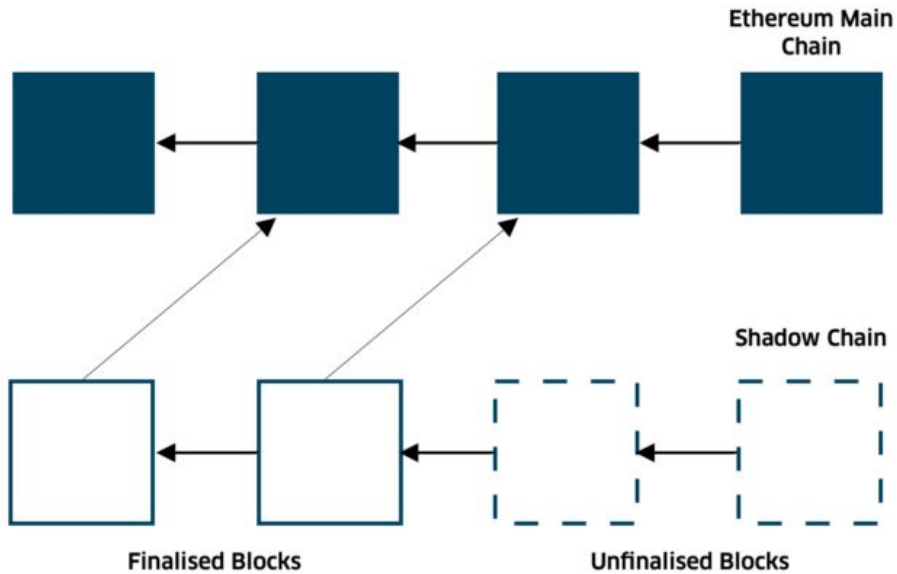 Ethereum Main
Chain
Shadow Chain
Finalised Blocks
Unfinalised Blocks